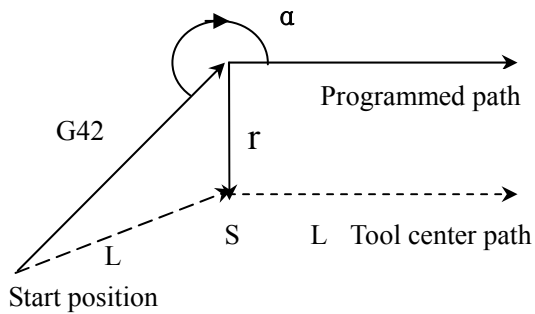 α
Programmed path
G42
r
S L Tool center path
L
Start position